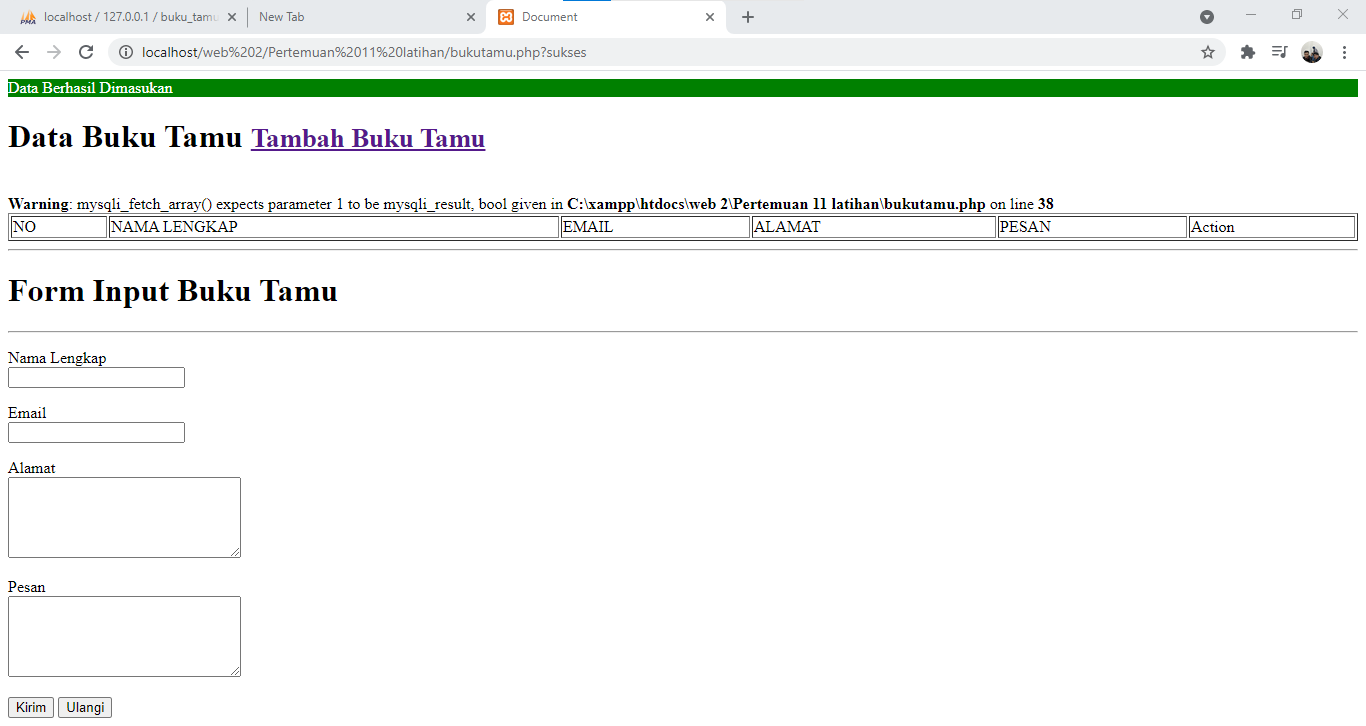 localhost / 127.0.0.1 / buku_tamu
New Tab
Document
localhost/web%202/Pertemuan%2011%20latihan/bukutamu.php?sukses
Data Berhasil Dimasukan
Data Buku Tamu Tambah Buku Tamu
Warning: mysqli_fetch_array() expects parameter 1 to be mysqli_result, bool given in C:\xampp\htdocs\web 2\Pertemuan 11 latihan\bukutamu.php on line 38
NO NAMA LENGKAP EMAIL ALAMAT PESAN Action
Form Input Buku Tamu
Nama Lengkap
Email
Alamat
Pesan
Kirim Ulangi